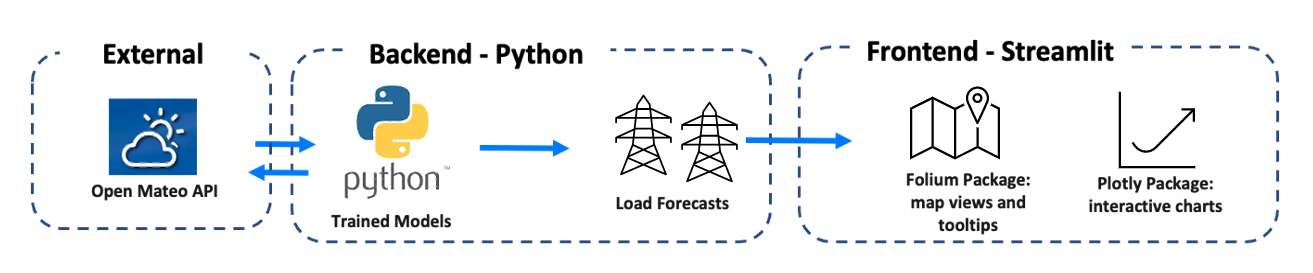 External
Backend - Python
Frontend - Streamlit
python™
Open Mateo API
Trained Models
Load Forecasts
Folium Package:
map views and
tooltips
Plotly Package:
interactive charts